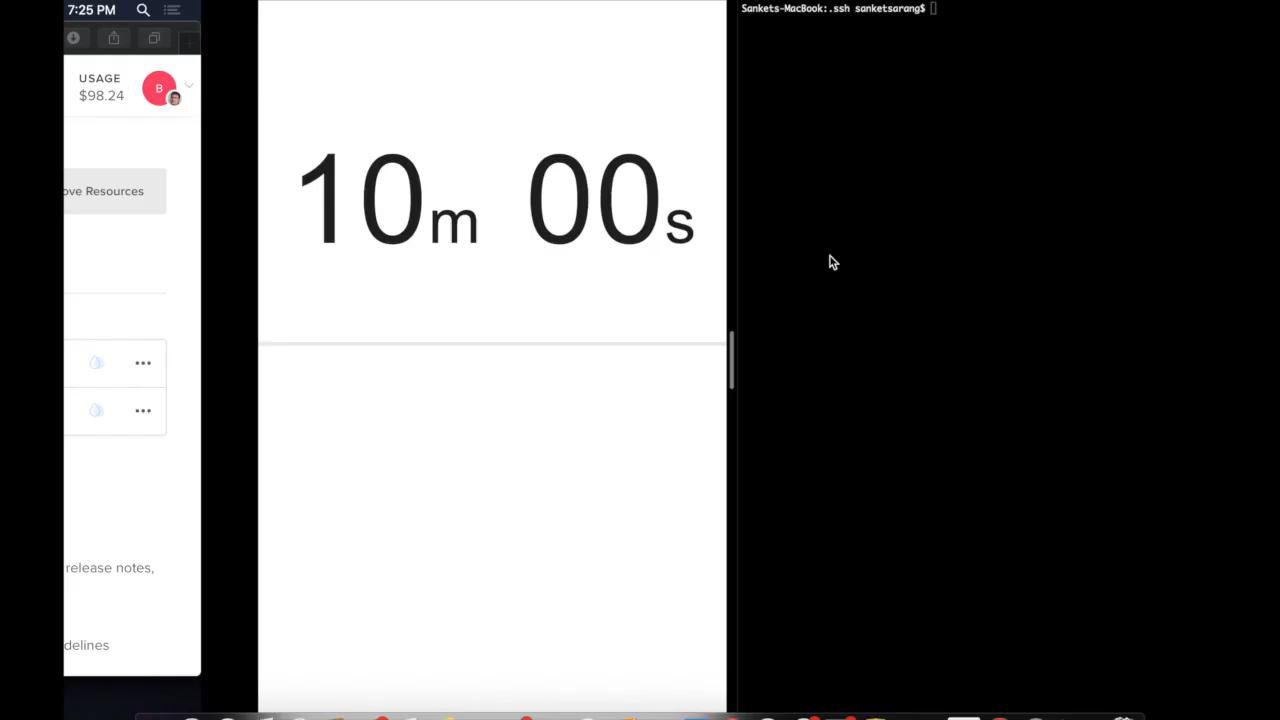 7:25 PM
USAGE
$98.24
B
ove Resources
release notes,
delines
10m 00s
Sankets-MacBook:.ssh sanketsarang$